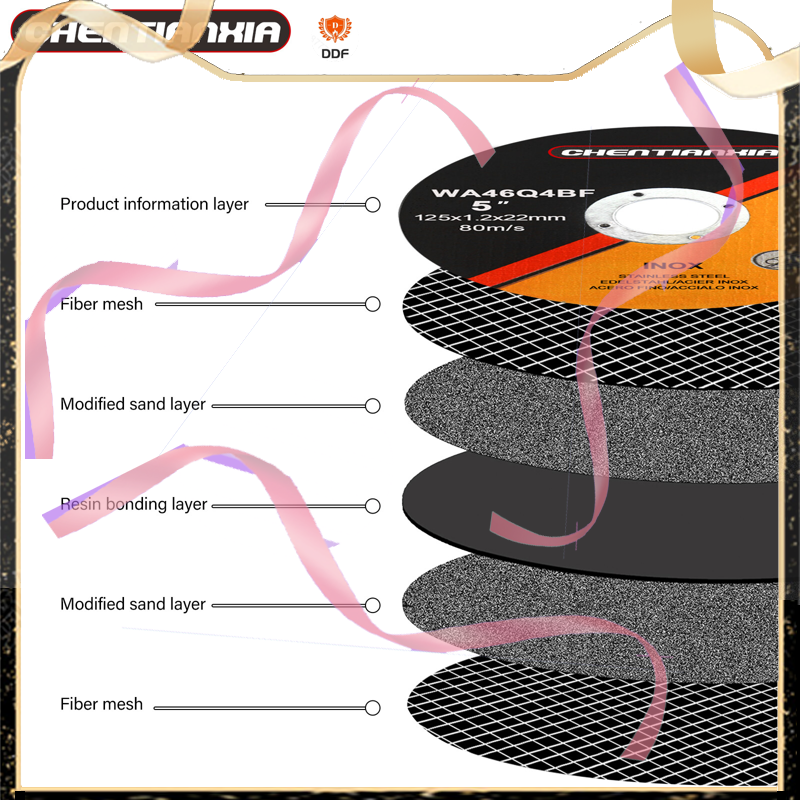 CHENTIANXIA
DDF
CHENTIANXIA
WA46Q4BF
5"
125x1.2x22mm
80m/s
INOX
STAINLESS STEEL
EDELSTAHL/ACIER INOX
ACERO FINO/ACCIALO INOX
Product information layer
Fiber mesh
Modified sand layer
Resin bonding layer
Modified sand layer
Fiber mesh